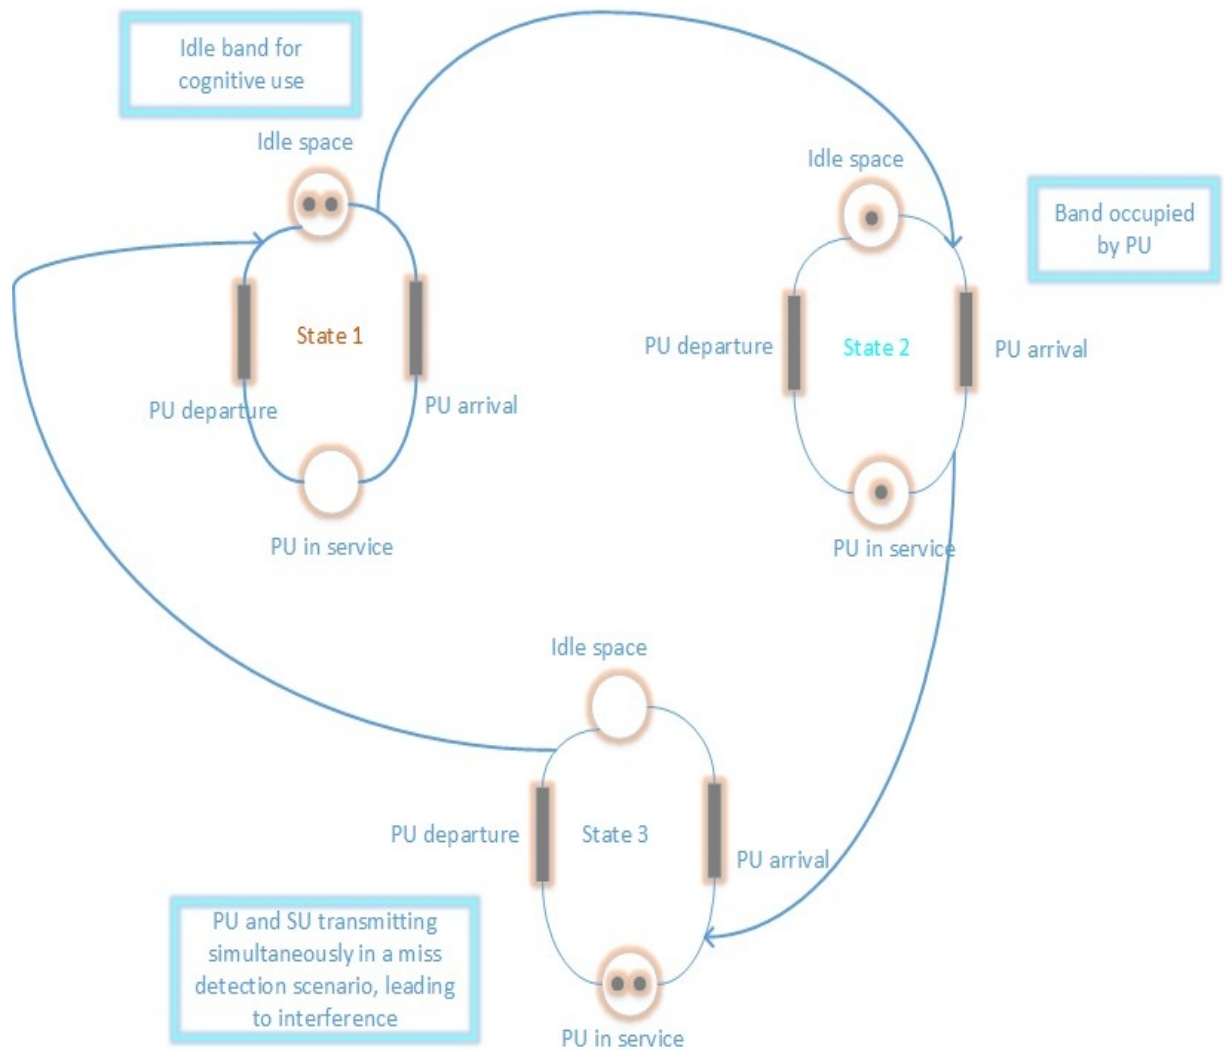 Idle band for
cognitive use
Idle space
State 1
PU departure
PU arrival
PU in service
Idle space
Band occupied
by PU
PU departure
State 2
PU arrival
PU in service
Idle space
PU departure
State 3
PU arrival
PU and SU transmitting
simultaneously in a miss
detection scenario, leading
to interference
PU in service